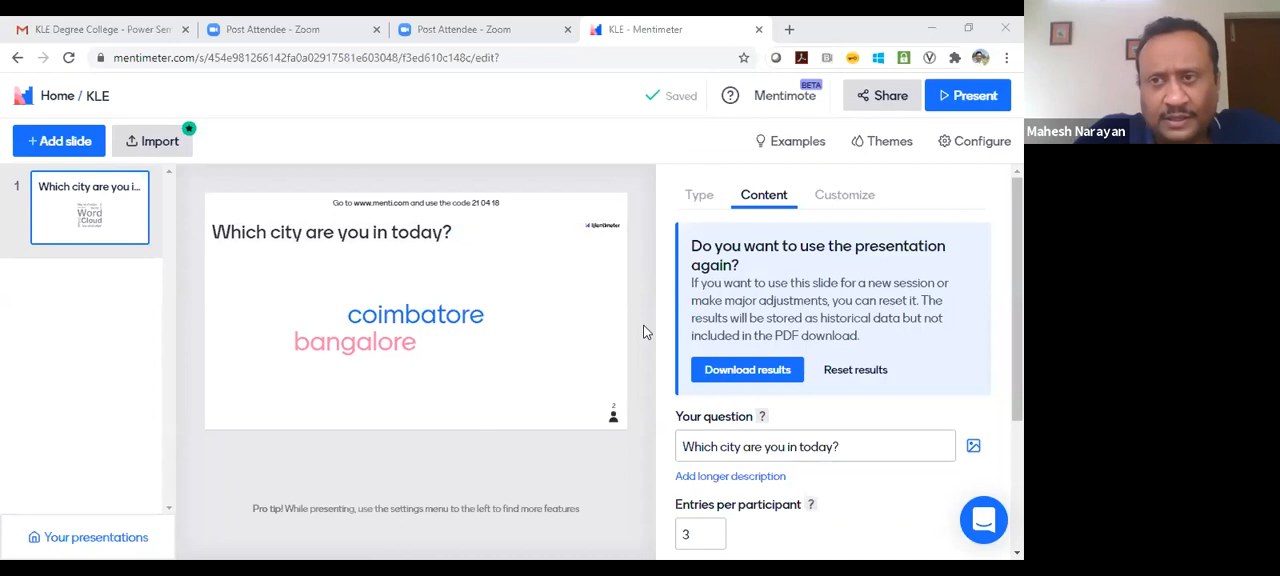 KLE Degree College - Power Sem
Post Attendee - Zoom
Post Attendee - Zoom
KLE - Mentimeter
mentimeter.com/s/454e981266142fa0a02917581e603048/f3ed610c148c/edit?
Home / KLE
Saved
Mentimote
BETA
Share
Present
+ Add slide
Import
Examples
Themes
Configure
1
Which city are you i...
Word
Cloud
Go to www.menti.com and use the code 21 04 18
Which city are you in today?
Mentimeter
coimbatore
bangalore
2
Pro tip! While presenting, use the settings menu to the left to find more features
Your presentations
Type
Content
Customize
Do you want to use the presentation
again?
If you want to use this slide for a new session or
make major adjustments, you can reset it. The
results will be stored as historical data but not
included in the PDF download.
Download results
Reset results
Your question ?
Which city are you in today?
Add longer description
Entries per participant ?
3
Mahesh Narayan